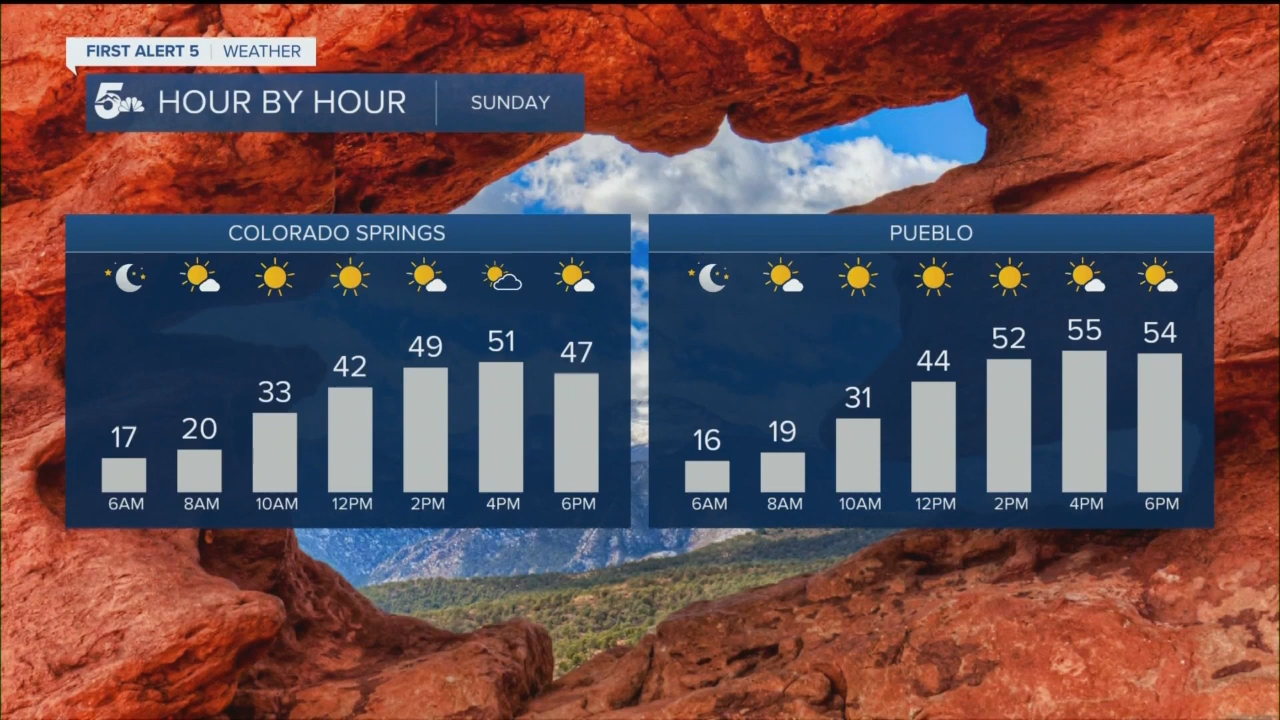 FIRST ALERT 5 | WEATHER
5 HOUR BY HOUR | SUNDAY
COLORADO SPRINGS
17 20 33 42 49 51 47
6AM 8AM 10AM 12PM 2PM 4PM 6PM
PUEBLO
16 19 31 44 52 55 54
6AM 8AM 10AM 12PM 2PM 4PM 6PM